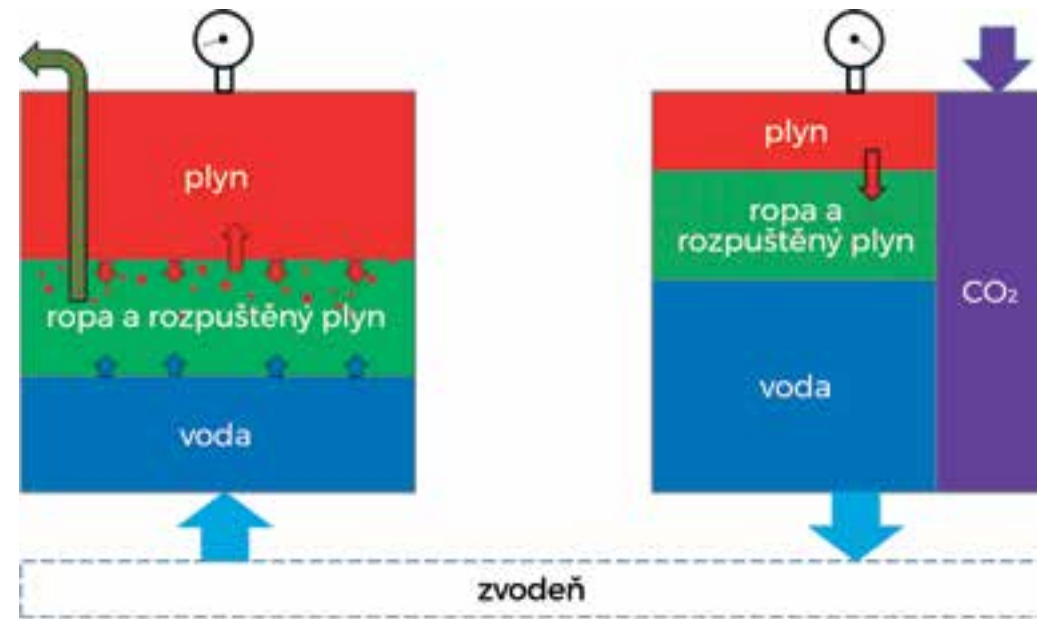 plyn
ropa a rozpuštěný plyn
voda
plyn
ropa a
rozpuštěný plyn
voda
CO₂
zvodeň